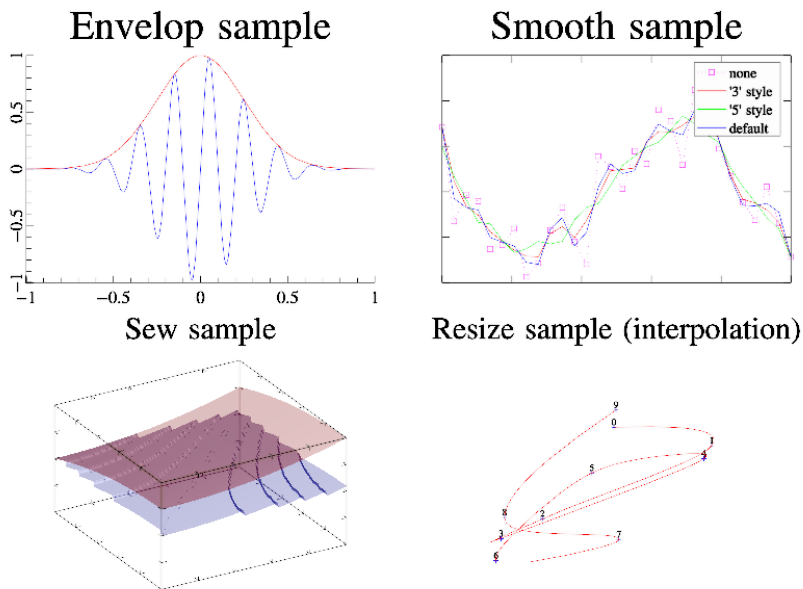 Envelop sample
Smooth sample
1
0.5
0
−0.5
−1
−1 −0.5 0 0.5 1
none
'3' style
'5' style
default
Sew sample
Resize sample (interpolation)
9
0
1
4
5
8
2
3
7
6